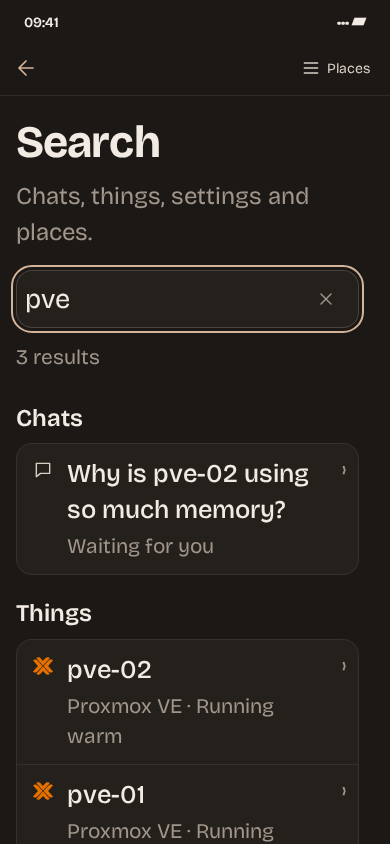 09:41
Places
Search
Chats, things, settings and
places.
pve
3 results
Chats
Why is pve-02 using
so much memory?
Waiting for you
Things
pve-02
Proxmox VE · Running
warm
pve-01
Proxmox VE · Running